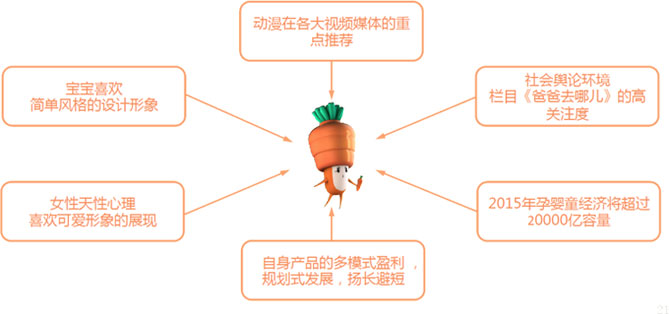 动漫在各大视频媒体的重
点推荐
宝宝喜欢
简单风格的设计形象
社会舆论环境
栏目《爸爸去哪儿》的高
关注度
女性天性心理
喜欢可爱形象的展现
2015年孕婴童经济将超过
20000亿容量
自身产品的多模式盈利，
规划式发展，扬长避短
21